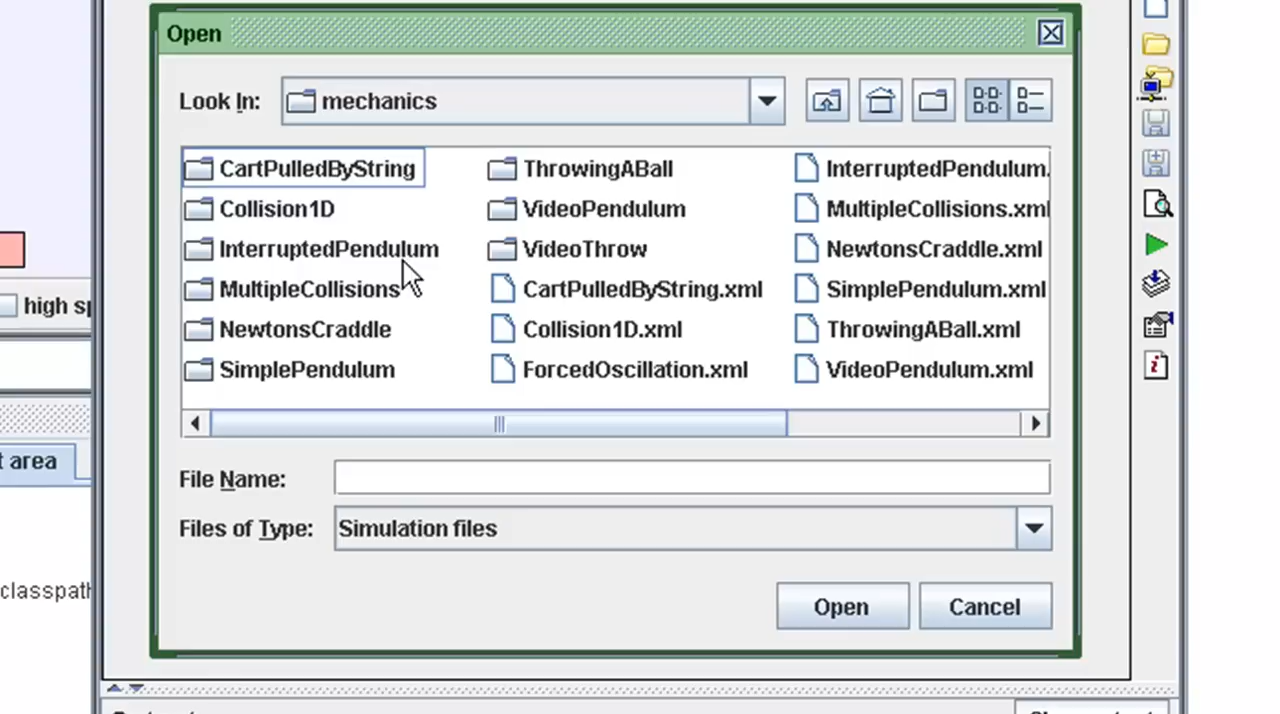 Open
Look In: mechanics
CartPulledByString
Collision1D
InterruptedPendulum
MultipleCollisions
NewtonsCraddle
SimplePendulum
ThrowingABall
VideoPendulum
VideoThrow
CartPulledByString.xml
Collision1D.xml
ForcedOscillation.xml
InterruptedPendulum.
MultipleCollisions.xml
NewtonsCraddle.xml
SimplePendulum.xml
ThrowingABall.xml
VideoPendulum.xml
File Name:
Files of Type: Simulation files
Open Cancel
high sp
t area
classpath